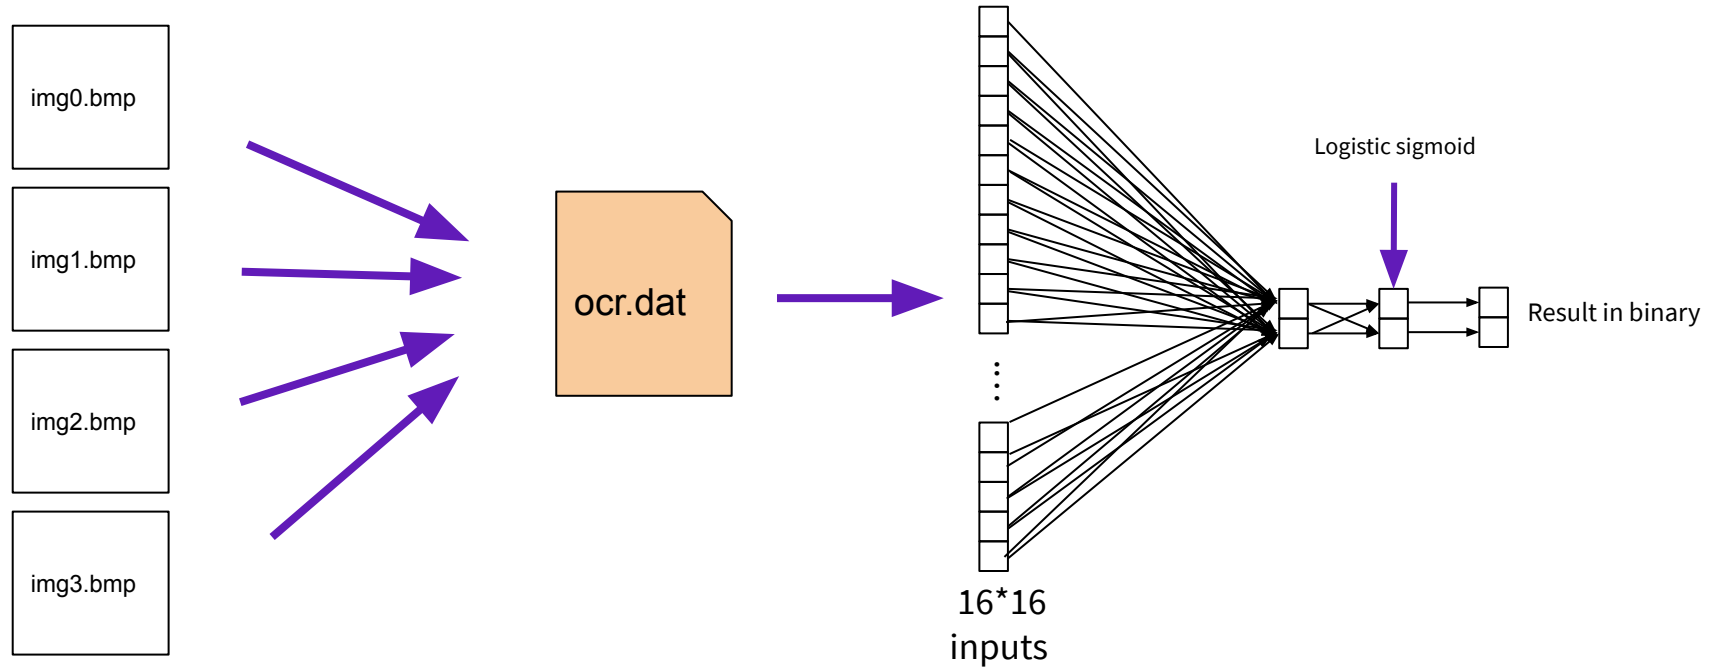 img0.bmp
img1.bmp
img2.bmp
img3.bmp
ocr.dat
16*16
inputs
Logistic sigmoid
Result in binary